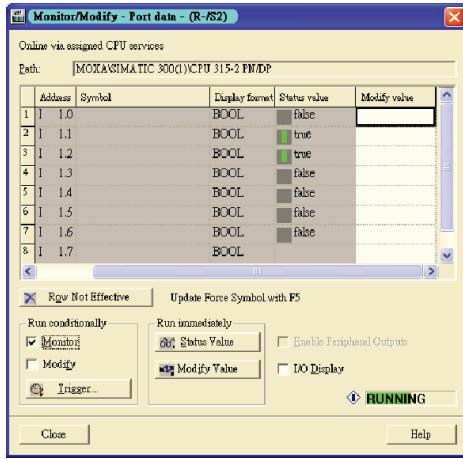 Monitor/Modify - Port data - (R-/S2)
Online via assigned CPU services
Path: MOXA\SIMATIC 300(1)\CPU 315-2 PN/DP
Address Symbol Display format Status value Modify value
1 I 1.0 BOOL false
2 I 1.1 BOOL true
3 I 1.2 BOOL true
4 I 1.3 BOOL false
5 I 1.4 BOOL false
6 I 1.5 BOOL false
7 I 1.6 BOOL false
8 I 1.7 BOOL
Row Not Effective Update Force Symbol with F5
Run conditionally Run immediately
Monitor Status Value Enable Peripheral Outputs
Modify Modify Value I/O Display
Trigger...
RUNNING
Close Help